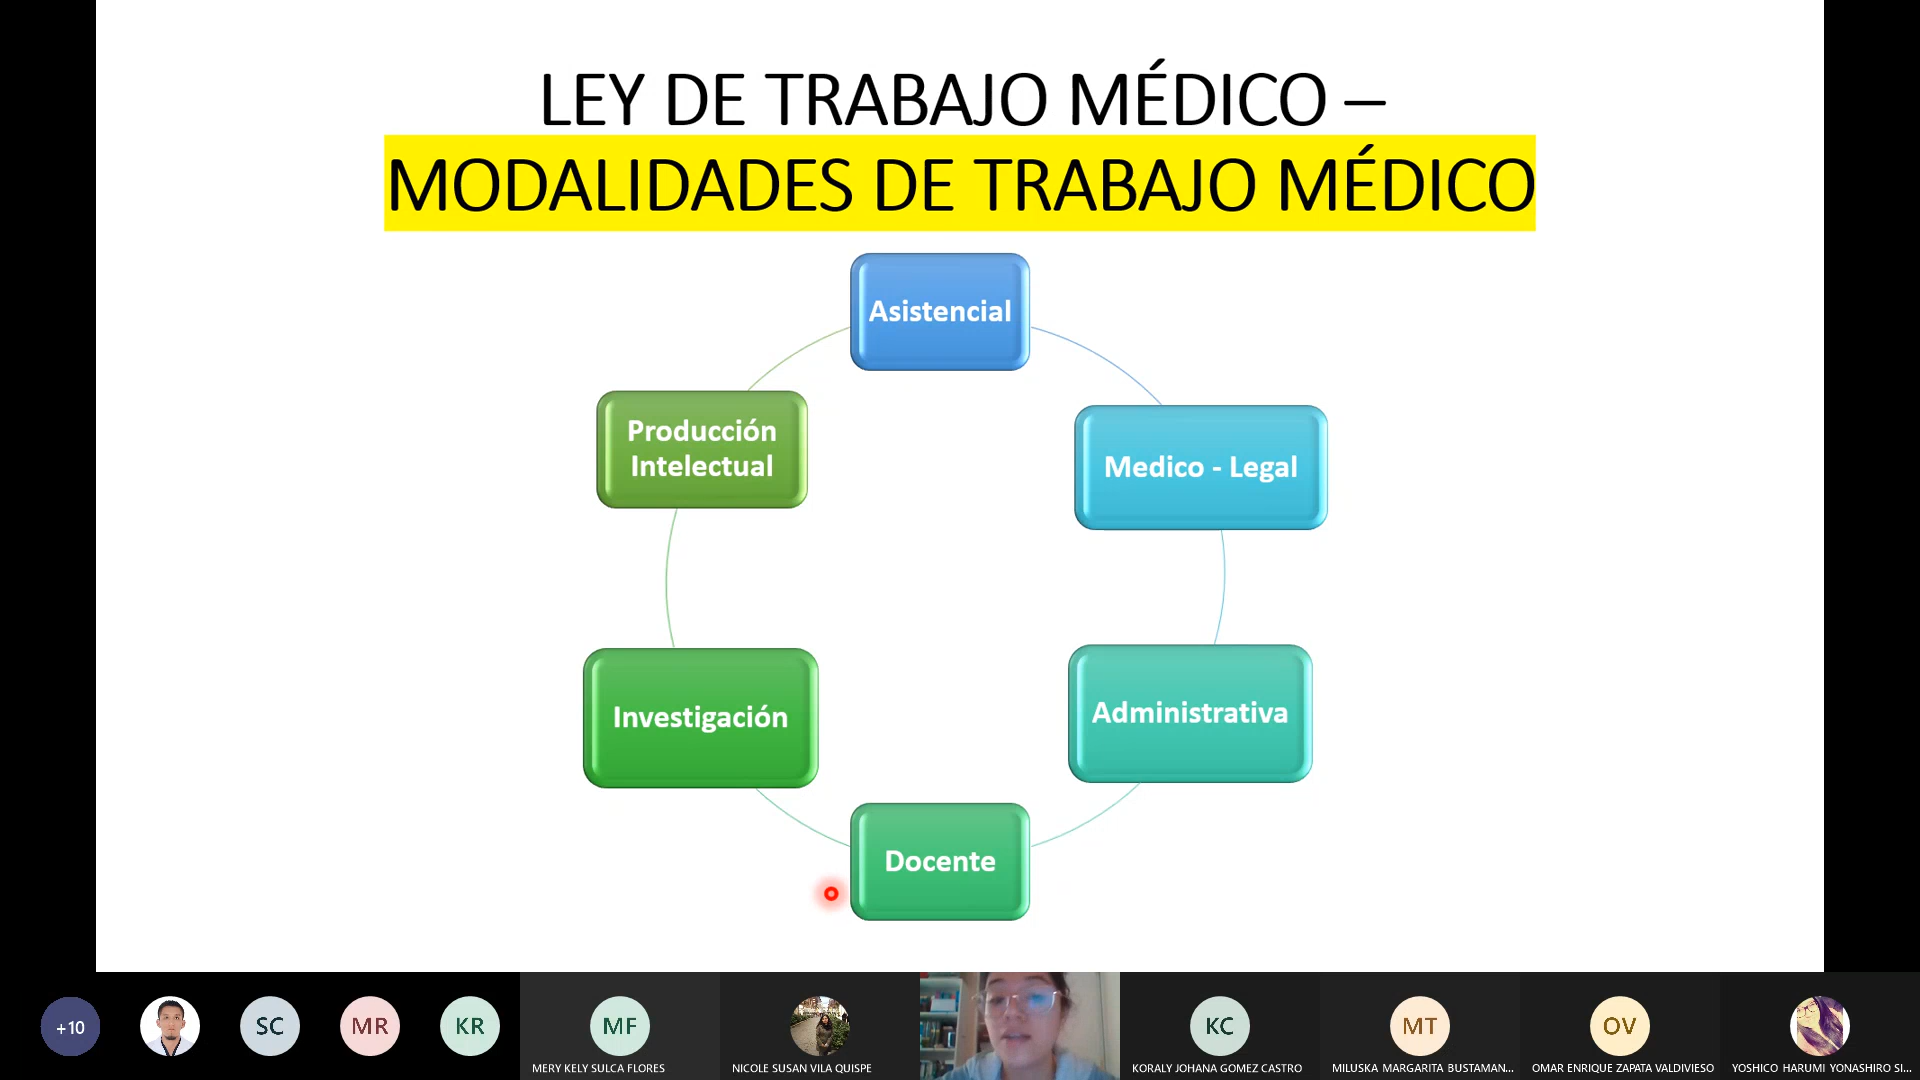 LEY DE TRABAJO MÉDICO –
MODALIDADES DE TRABAJO MÉDICO
Asistencial
Producción
Intelectual
Medico - Legal
Investigación
Administrativa
Docente
+10
SC
MR
KR
MF
KC
MT
OV
MERY KELY SULCA FLORES
NICOLE SUSAN VILA QUISPE
KORALY JOHANA GOMEZ CASTRO
MILUSKA MARGARITA BUSTAMAN...
OMAR ENRIQUE ZAPATA VALDIVIESO
YOSHICO HARUMI YONASHIRO SI...